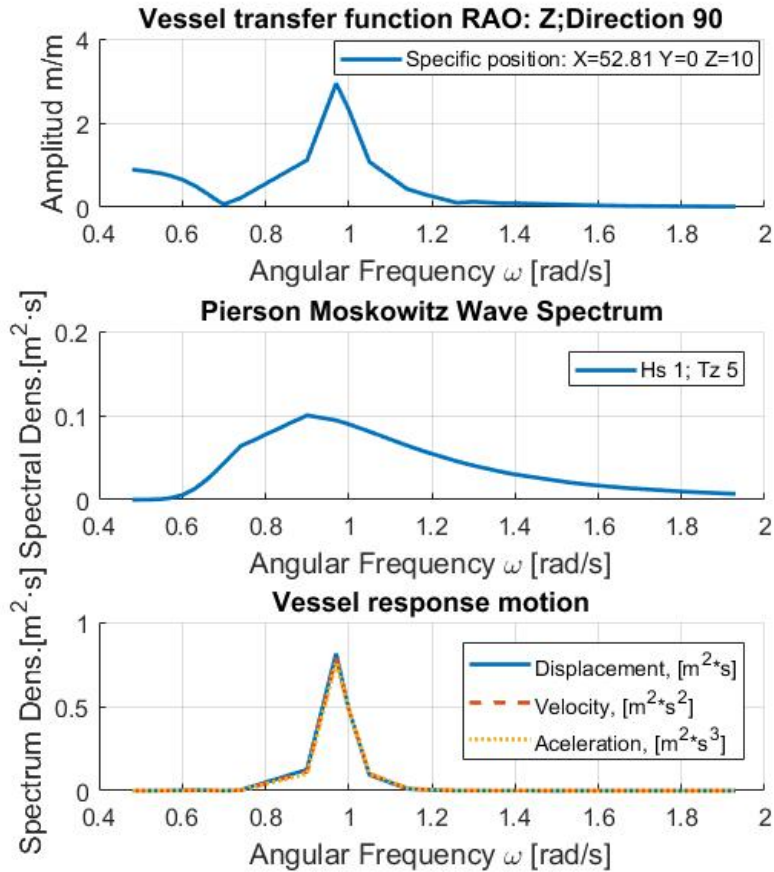 Vessel transfer function RAO: Z;Direction 90
Specific position: X=52.81 Y=0 Z=10
Amplitud m/m
4
2
0
0.4 0.6 0.8 1 1.2 1.4 1.6 1.8 2
Angular Frequency ω [rad/s]
Pierson Moskowitz Wave Spectrum
Hs 1; Tz 5
Spectral Dens.[m²·s]
0.2
0.1
0
0.4 0.6 0.8 1 1.2 1.4 1.6 1.8 2
Angular Frequency ω [rad/s]
Vessel response motion
Displacement, [m²*s]
Velocity, [m²*s²]
Aceleration, [m²*s³]
Spectrum Dens.[m²·s]
1
0.5
0
0.4 0.6 0.8 1 1.2 1.4 1.6 1.8 2
Angular Frequency ω [rad/s]